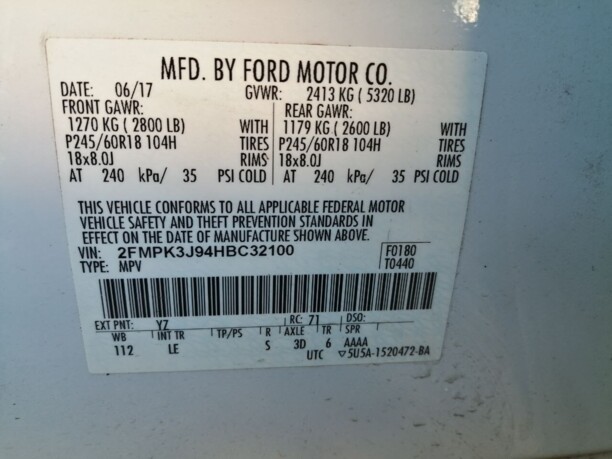 MFD. BY FORD MOTOR CO.
DATE: 06/17 GVWR: 2413 KG ( 5320 LB)
FRONT GAWR: REAR GAWR:
1270 KG ( 2800 LB) WITH 1179 KG ( 2600 LB) WITH
P245/60R18 104H TIRES P245/60R18 104H TIRES
18x8.0J RIMS 18x8.0J RIMS
AT 240 kPa/ 35 PSI COLD AT 240 kPa/ 35 PSI COLD
THIS VEHICLE CONFORMS TO ALL APPLICABLE FEDERAL MOTOR
VEHICLE SAFETY AND THEFT PREVENTION STANDARDS IN
EFFECT ON THE DATE OF MANUFACTURE SHOWN ABOVE.
VIN: 2FMPK3J94HBC32100 F0180
TYPE: MPV T0440
EXT PNT: YZ RC: 71 DSO:
WB INT TR TP/PS R AXLE TR SPR
112 LE S 3D 6 AAAA
UTC ▽5U5A-1520472-BA